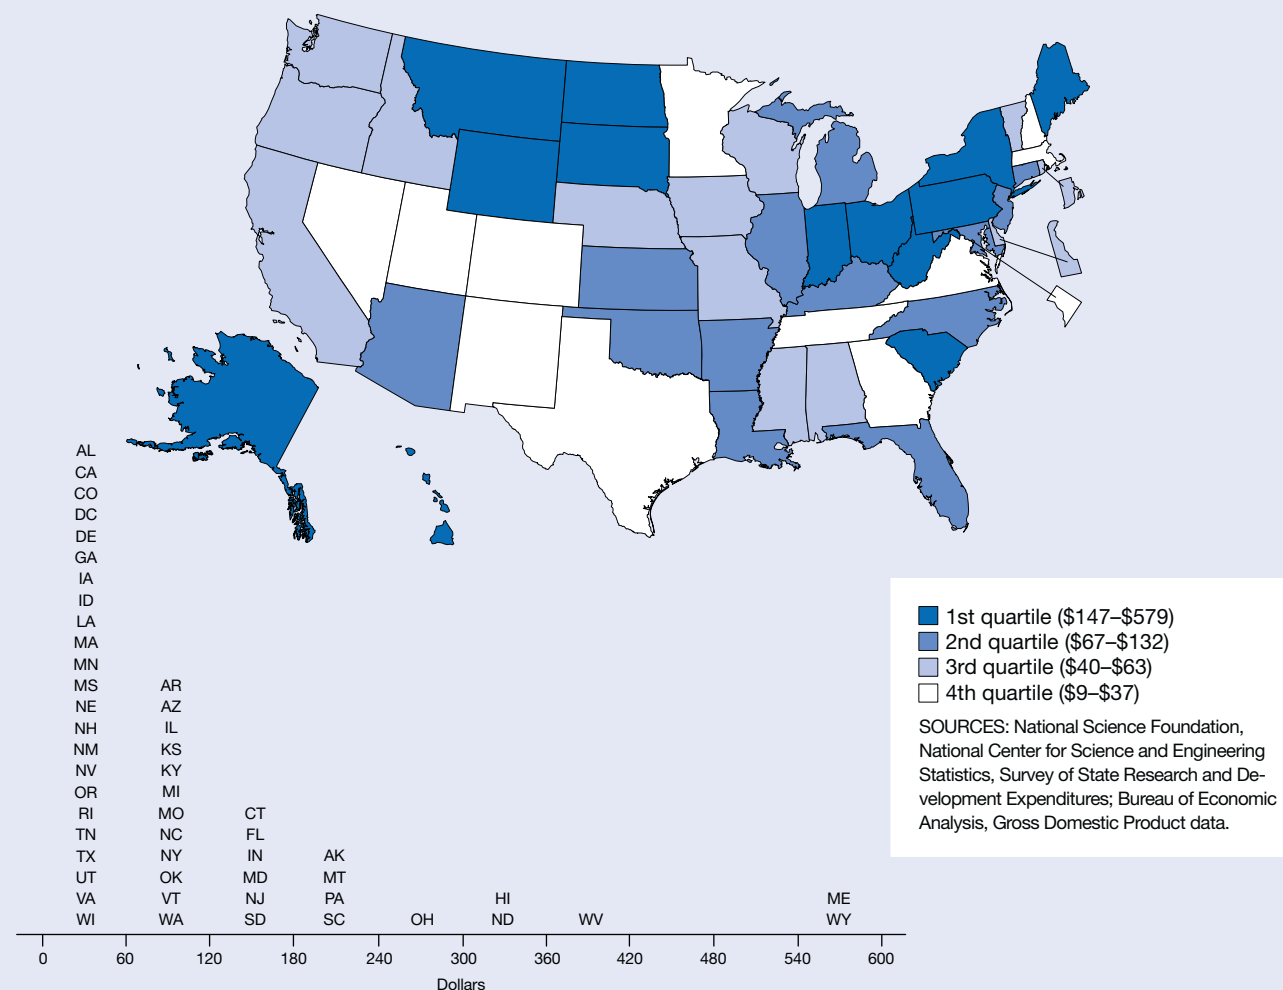 AL
CA
CO
DC
DE
GA
IA
ID
LA
MA
MN
MS AR
NE AZ
NH IL
NM KS
NV KY
OR MI
RI MO CT
TN NC FL
TX NY IN AK
UT OK MD MT
VA VT NJ PA HI ME
WI WA SD SC OH ND WV WY
0 60 120 180 240 300 360 420 480 540 600
Dollars
1st quartile ($147–$579)
2nd quartile ($67–$132)
3rd quartile ($40–$63)
4th quartile ($9–$37)
SOURCES: National Science Foundation,
National Center for Science and Engineering
Statistics, Survey of State Research and De-
velopment Expenditures; Bureau of Economic
Analysis, Gross Domestic Product data.